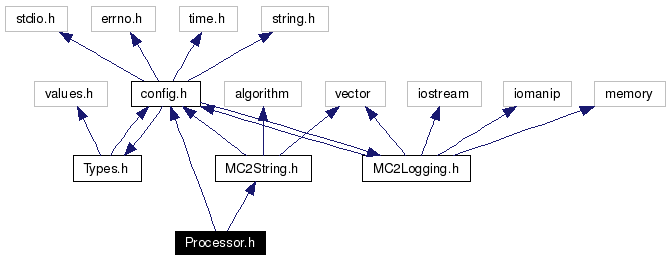 stdio.h
errno.h
time.h
string.h
values.h
config.h
algorithm
vector
iostream
iomanip
memory
Types.h
MC2String.h
MC2Logging.h
Processor.h